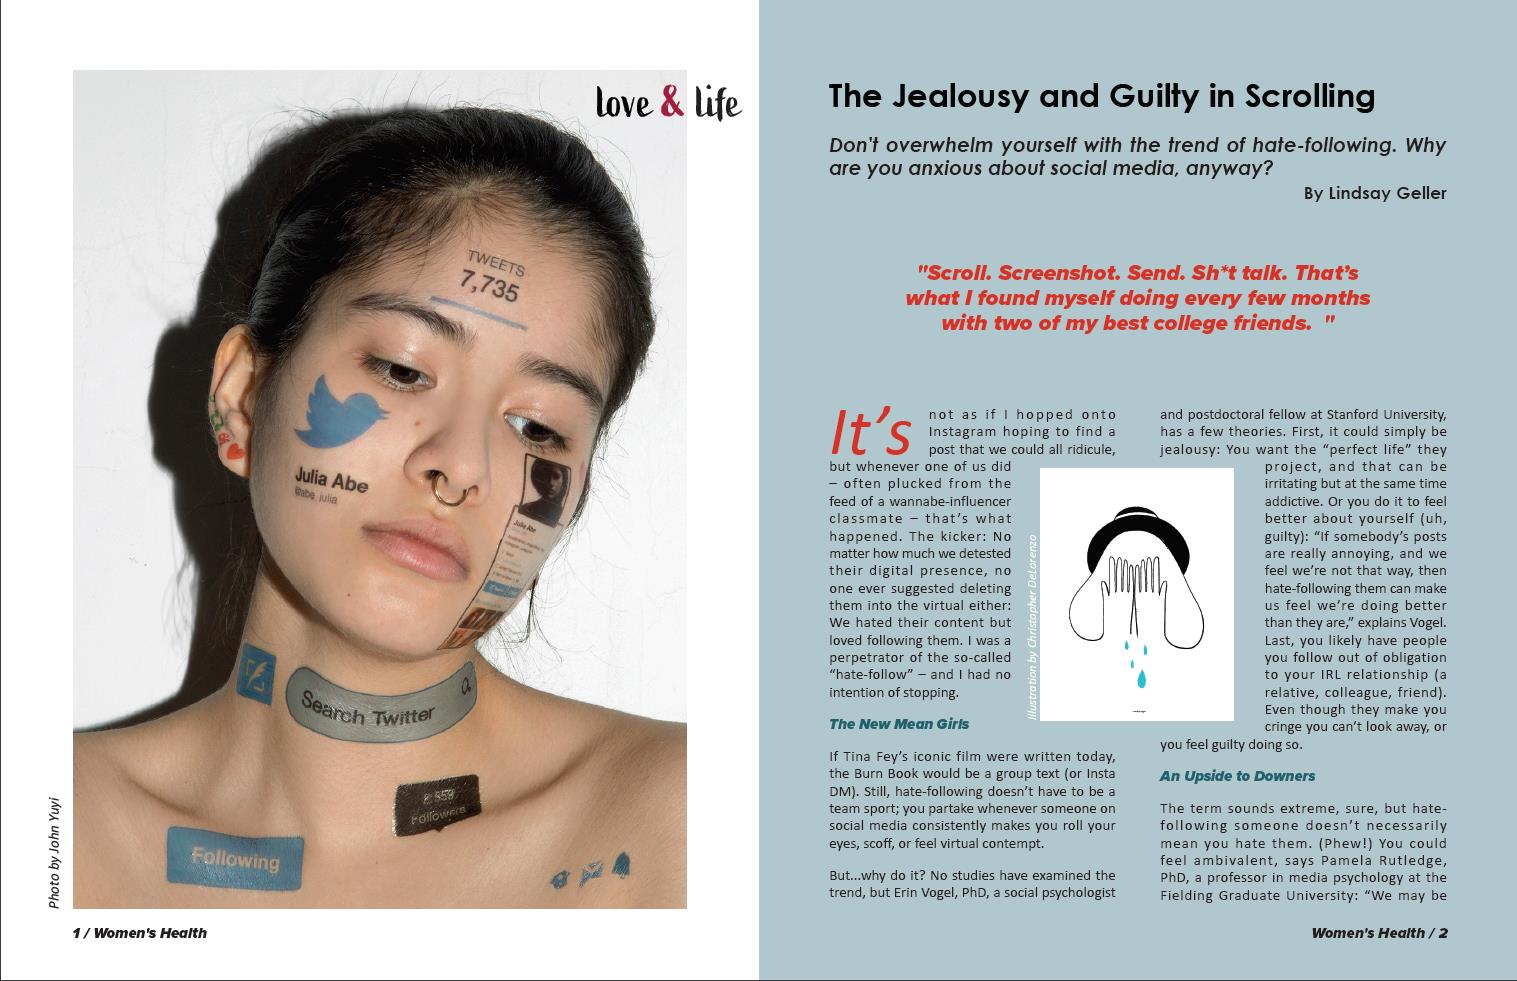 love & life
TWEETS
7,735
Julia Abe
@abe_julia
Julia Abe
Search Twitter
Followers
Following
Photo by John Yuyi
1 / Women's Health
The Jealousy and Guilty in Scrolling
Don't overwhelm yourself with the trend of hate-following. Why
are you anxious about social media, anyway?
By Lindsay Geller
"Scroll. Screenshot. Send. Sh*t talk. That’s
what I found myself doing every few months
with two of my best college friends. "
It’s not as if I hopped onto
Instagram hoping to find a
post that we could all ridicule,
but whenever one of us did
– often plucked from the
feed of a wannabe-influencer
classmate – that’s what
happened. The kicker: No
matter how much we detested
their digital presence, no
one ever suggested deleting
them into the virtual either:
We hated their content but
loved following them. I was a
perpetrator of the so-called
“hate-follow” – and I had no
intention of stopping.
The New Mean Girls
If Tina Fey’s iconic film were written today,
the Burn Book would be a group text (or Insta
DM). Still, hate-following doesn’t have to be a
team sport; you partake whenever someone on
social media consistently makes you roll your
eyes, scoff, or feel virtual contempt.
But...why do it? No studies have examined the
trend, but Erin Vogel, PhD, a social psychologist
Illustration by Christopher DeLorenzo
and postdoctoral fellow at Stanford University,
has a few theories. First, it could simply be
jealousy: You want the “perfect life” they
project, and that can be
irritating but at the same time
addictive. Or you do it to feel
better about yourself (uh,
guilty): “If somebody’s posts
are really annoying, and we
feel we’re not that way, then
hate-following them can make
us feel we’re doing better
than they are,” explains Vogel.
Last, you likely have people
you follow out of obligation
to your IRL relationship (a
relative, colleague, friend).
Even though they make you
cringe you can’t look away, or
you feel guilty doing so.
An Upside to Downers
The term sounds extreme, sure, but hate-
following someone doesn’t necessarily
mean you hate them. (Phew!) You could
feel ambivalent, says Pamela Rutledge,
PhD, a professor in media psychology at the
Fielding Graduate University: “We may be
Women's Health / 2